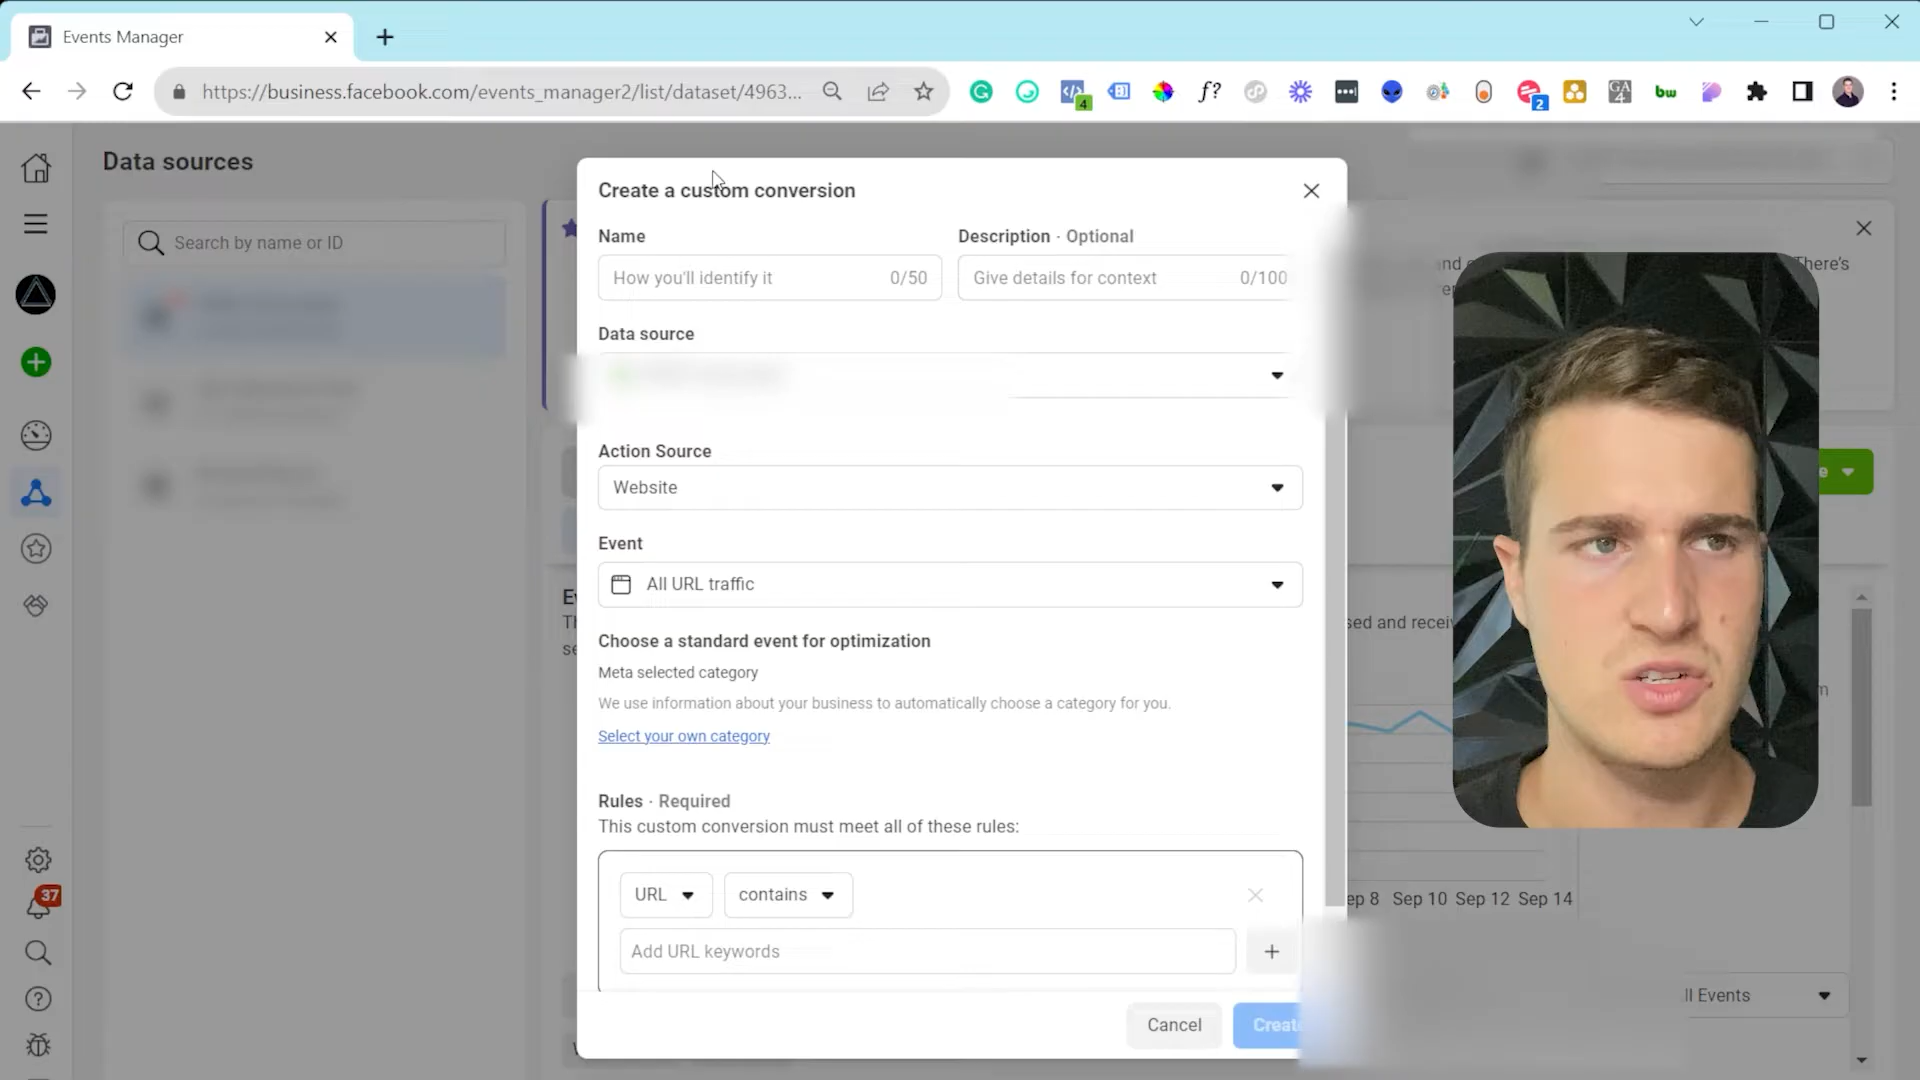 Events Manager
https://business.facebook.com/events_manager2/list/dataset/4963...
4
f?
2
GA
4
bw
Data sources
Search by name or ID
37
Create a custom conversion
Name
Description · Optional
How you'll identify it 0/50
Give details for context 0/100
Data source
Action Source
Website
Event
All URL traffic
Choose a standard event for optimization
Meta selected category
We use information about your business to automatically choose a category for you.
Select your own category
Rules · Required
This custom conversion must meet all of these rules:
URL
contains
Add URL keywords
Cancel
There's
sed and
Sep 10 Sep 12 Sep 14
Events